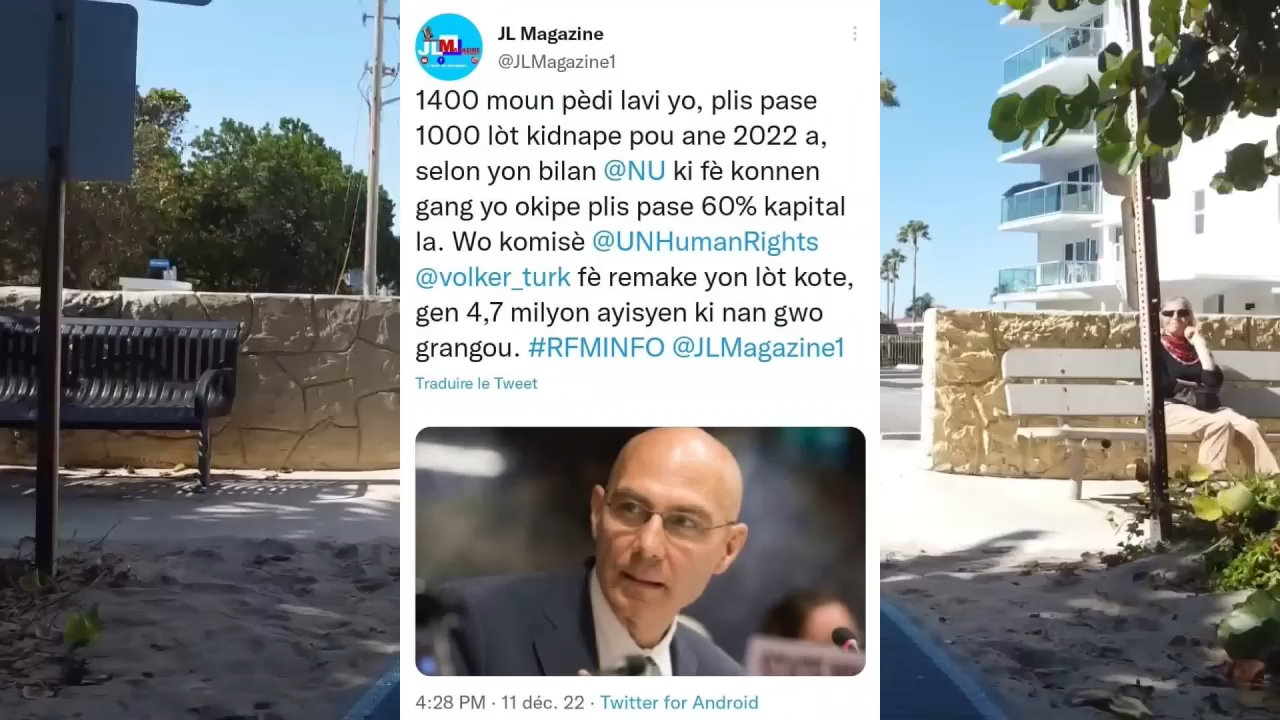 JL Magazine
@JLMagazine1
1400 moun pèdi lavi yo, plis pase
1000 lòt kidnape pou ane 2022 a,
selon yon bilan @NU ki fè konnen
gang yo okipe plis pase 60% kapital
la. Wo komisè @UNHumanRights
@volker_turk fè remake yon lòt kote,
gen 4,7 milyon ayisyen ki nan gwo
grangou. #RFMINFO @JLMagazine1
Traduire le Tweet
4:28 PM · 11 déc. 22 · Twitter for Android